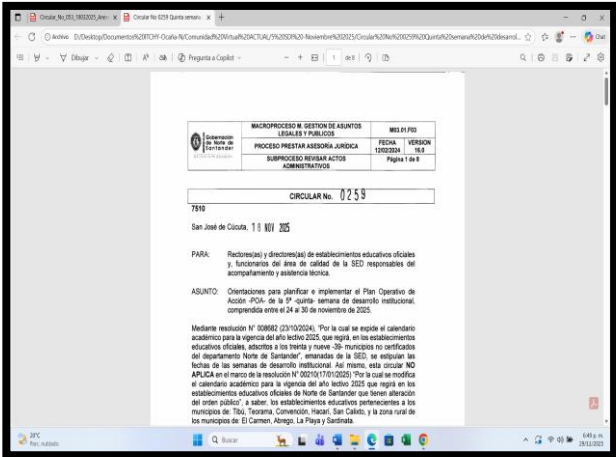 Circular No 0259 Quinta semana
Archivo
Dibujar
Pregunta a Copilot
1 de 8
Chat
Gobernación
de Norte de
Santander
MACROPROCESO M. GESTION DE ASUNTOS
LEGALES Y PUBLICOS
M03.01.F03
PROCESO PRESTAR ASESORÍA JURÍDICA
FECHA
12/02/2024
VERSION
16.0
SUBPROCESO REVISAR ACTOS
ADMINISTRATIVOS
Página 1 de 8
CIRCULAR No. 0259
7510
San José de Cúcuta, 18 NOV 2025
PARA: Rectores(as) y directores(as) de establecimientos educativos oficiales
y, funcionarios del área de calidad de la SED responsables del
acompañamiento y asistencia técnica.
ASUNTO: Orientaciones para planificar e implementar el Plan Operativo de
Acción -POA- de la 5ª -quinta- semana de desarrollo institucional,
comprendida entre el 24 al 30 de noviembre de 2025.
Mediante resolución N° 008682 (23/10/2024), "Por la cual se expide el calendario
académico para la vigencia del año lectivo 2025, que regirá, en los establecimientos
educativos oficiales, adscritos a los treinta y nueve -39- municipios no certificados
del departamento Norte de Santander", emanadas de la SED, se estipulan las
fechas de las semanas de desarrollo institucional. Así mismo, esta circular NO
APLICA en el marco de la resolución N° 00210(17/01/2025) "Por la cual se modifica
el calendario académico para la vigencia del año lectivo 2025 que regirá en los
establecimientos educativos oficiales de Norte de Santander que tienen alteración
del orden público", a saber, los establecimientos educativos pertenecientes a los
municipios de: Tibú, Teorama, Convención, Hacarí, San Calixto, y la zona rural de
los municipios de: El Carmen, Abrego, La Playa y Sardinata.
20°C
Parc. nublado
Buscar
6:49 p. m.
29/11/2025